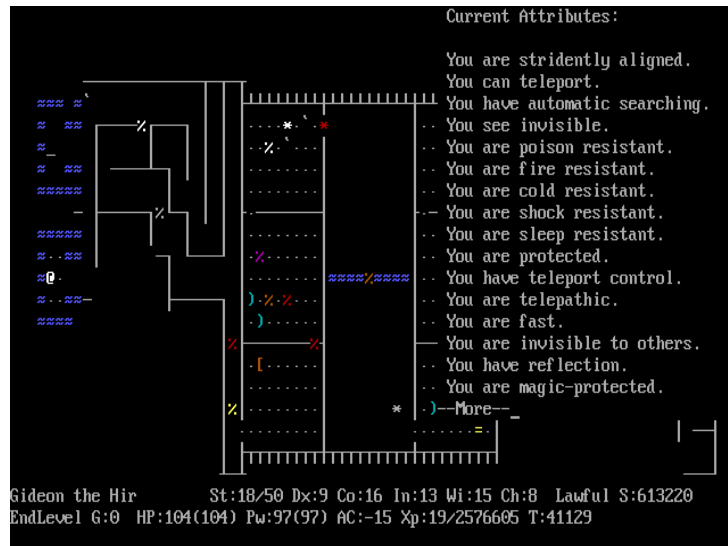 Current Attributes:
You are stridently aligned.
You can teleport.
You have automatic searching.
You see invisible.
You are poison resistant.
You are fire resistant.
You are cold resistant.
You are shock resistant.
You are sleep resistant.
You are protected.
You have teleport control.
You are telepathic.
You are fast.
You are invisible to others.
You have reflection.
You are magic-protected.
--More--
Gideon the Hir St:18/50 Dx:9 Co:16 In:13 Wi:15 Ch:8 Lawful S:613220
EndLevel G:0 HP:104(104) Pw:97(97) AC:-15 Xp:19/2576605 T:41129